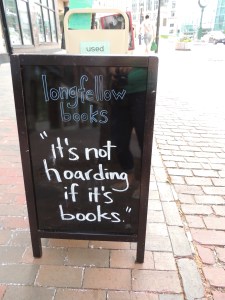 used
longfellow
books
"it's not
hoarding
if it's
books."